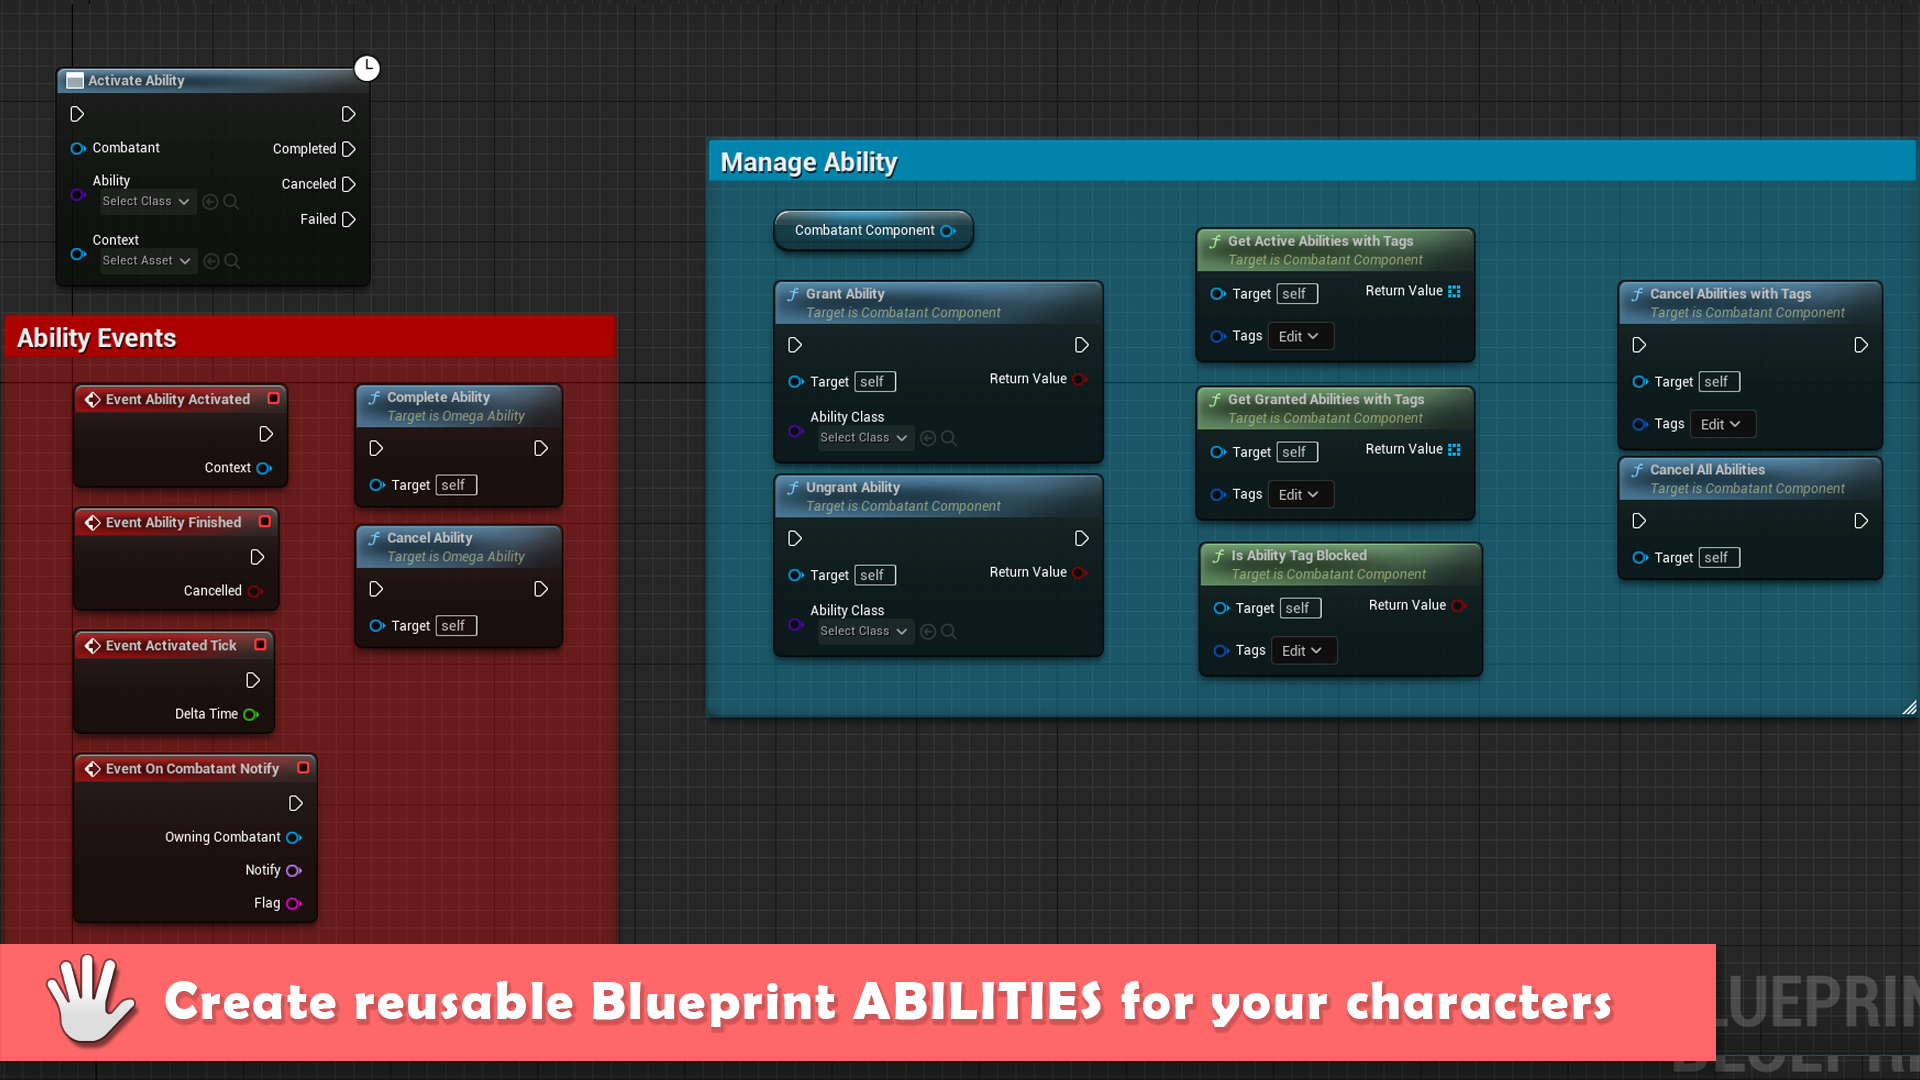 Activate Ability
Combatant
Completed
Ability
Select Class
Canceled
Failed
Context
Select Asset
Ability Events
Event Ability Activated
Context
Event Ability Finished
Cancelled
Event Activated Tick
Delta Time
Event On Combatant Notify
Owning Combatant
Notify
Flag
Complete Ability
Target is Omega Ability
Target self
Cancel Ability
Target is Omega Ability
Target self
Manage Ability
Combatant Component
Grant Ability
Target is Combatant Component
Target self
Return Value
Ability Class
Select Class
Ungrant Ability
Target is Combatant Component
Target self
Return Value
Ability Class
Select Class
Get Active Abilities with Tags
Target is Combatant Component
Target self
Return Value
Tags Edit
Get Granted Abilities with Tags
Target is Combatant Component
Target self
Return Value
Tags Edit
Is Ability Tag Blocked
Target is Combatant Component
Target self
Return Value
Tags Edit
Cancel Abilities with Tags
Target is Combatant Component
Target self
Tags Edit
Cancel All Abilities
Target is Combatant Component
Target self
Create reusable Blueprint ABILITIES for your characters